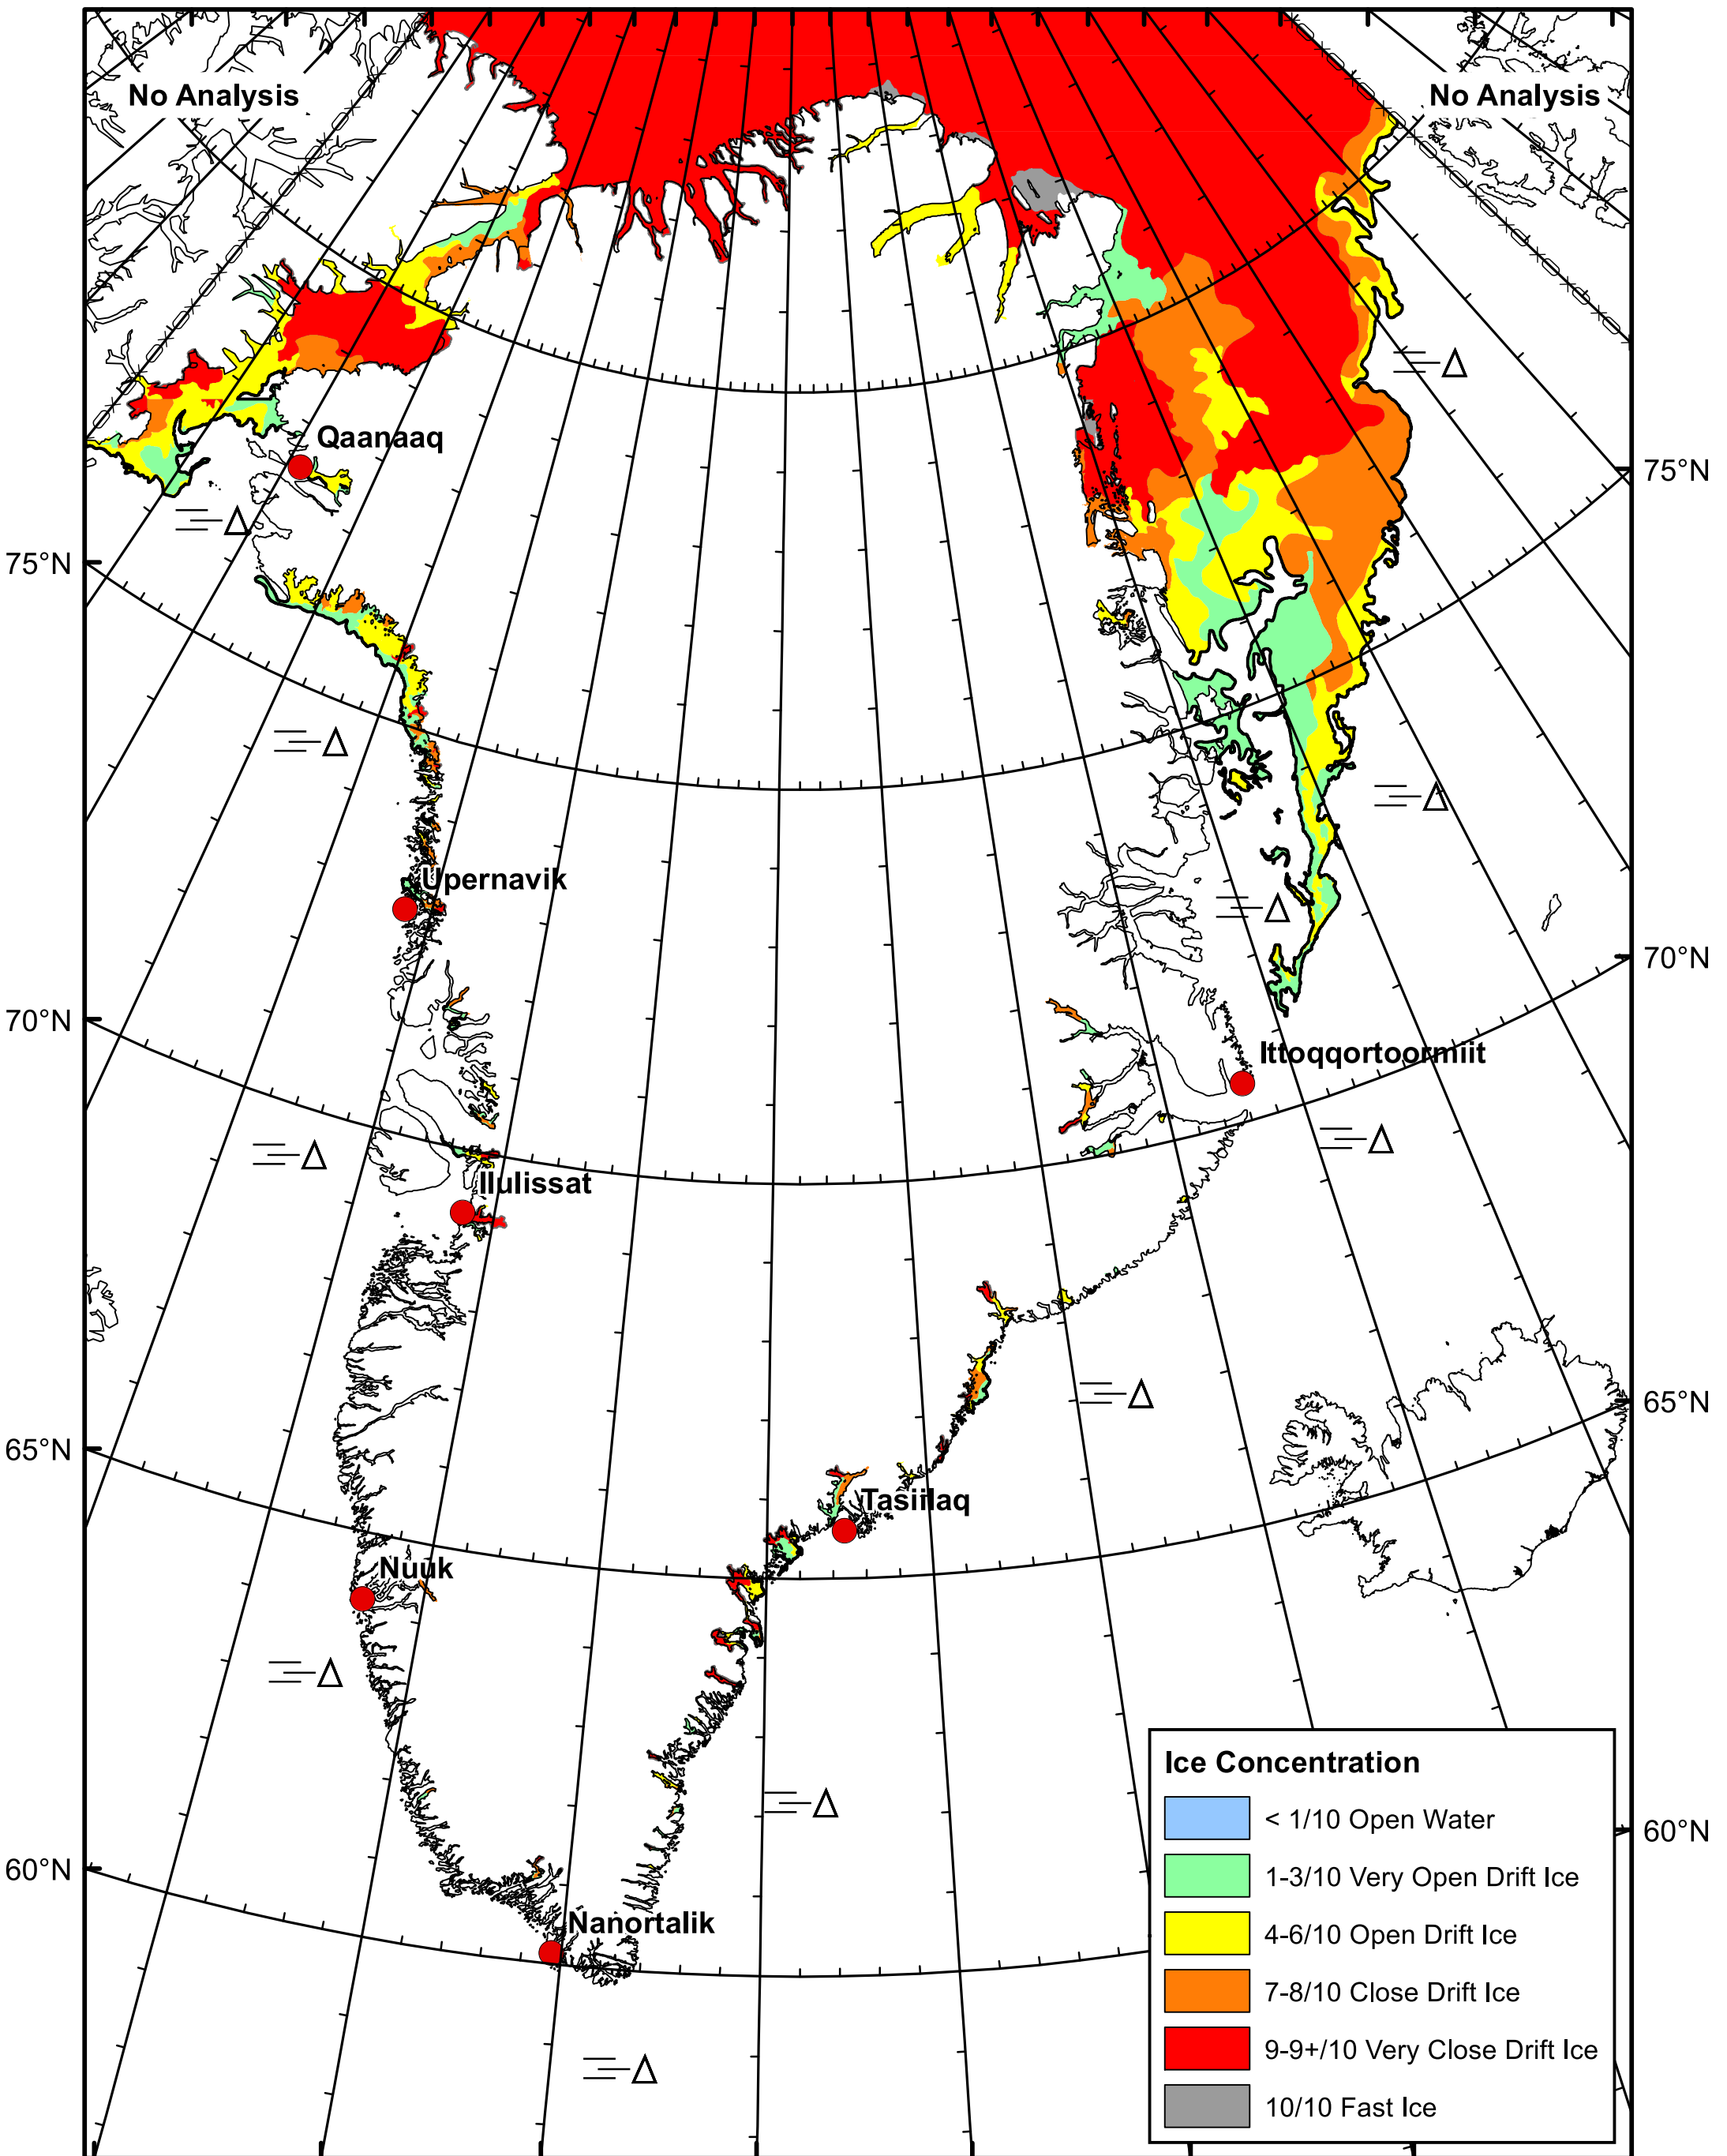 No Analysis
No Analysis
Qaanaaq
75°N
75°N
Upernavik
70°N
70°N
Ittoqqortoormiit
Ilulissat
65°N
65°N
Tasiilaq
Nuuk
Ice Concentration
< 1/10 Open Water
60°N
60°N
1-3/10 Very Open Drift Ice
Nanortalik
4-6/10 Open Drift Ice
7-8/10 Close Drift Ice
9-9+/10 Very Close Drift Ice
10/10 Fast Ice